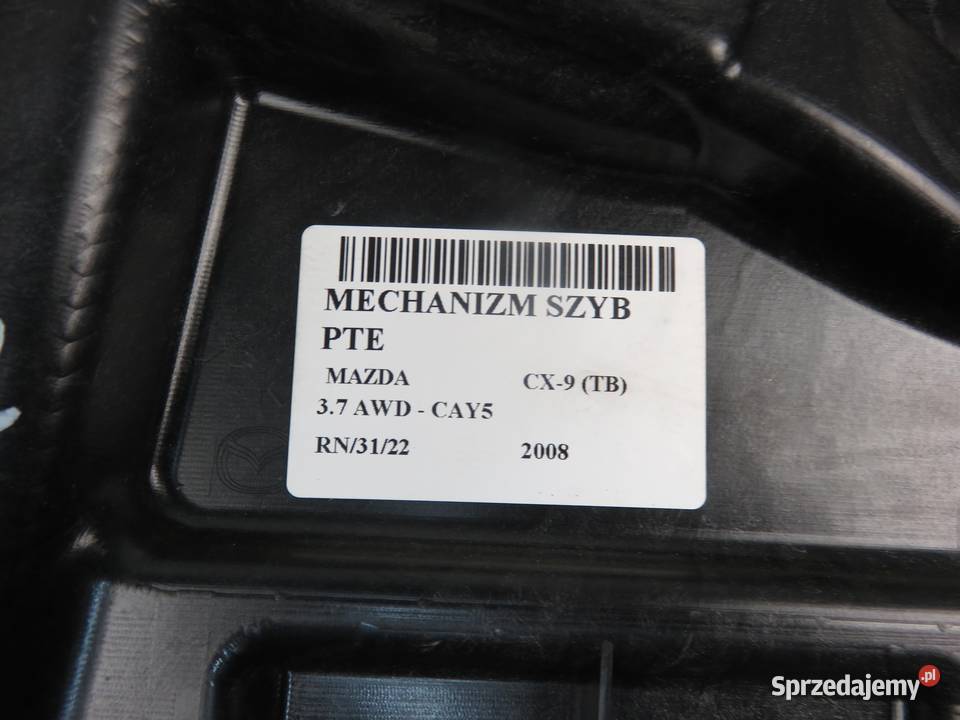 MECHANIZM SZYB
PTE
MAZDA CX-9 (TB)
3.7 AWD - CAY5
RN/31/22 2008
Sprzedajemy.pl